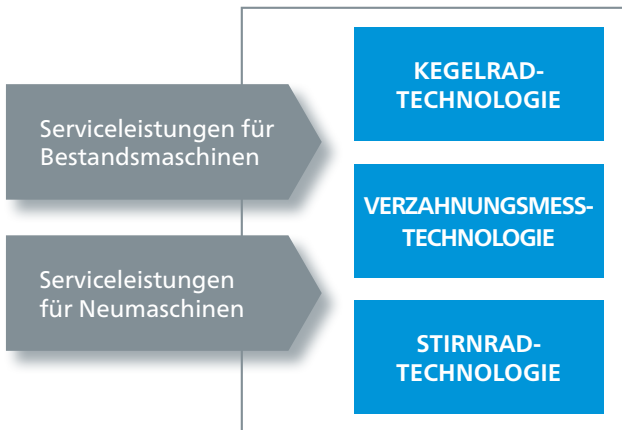 Serviceleistungen für
Bestandsmaschinen
Serviceleistungen
für Neumaschinen
KEGELRAD-
TECHNOLOGIE
VERZAHNUNGSMESS-
TECHNOLOGIE
STIRNRAD-
TECHNOLOGIE